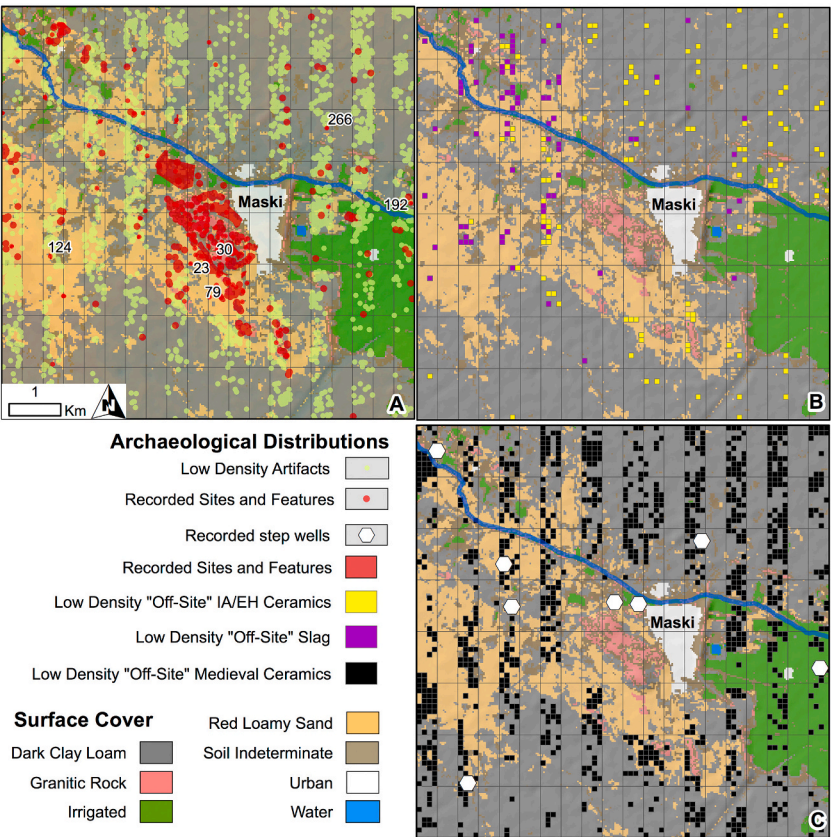 266
Maski
192
124
30
23
79
1
Km
N
A
Maski
B
Archaeological Distributions
Low Density Artifacts
Recorded Sites and Features
Recorded step wells
Recorded Sites and Features
Low Density "Off-Site" IA/EH Ceramics
Low Density "Off-Site" Slag
Low Density "Off-Site" Medieval Ceramics
Surface Cover
Red Loamy Sand
Dark Clay Loam
Soil Indeterminate
Granitic Rock
Urban
Irrigated
Water
Maski
C